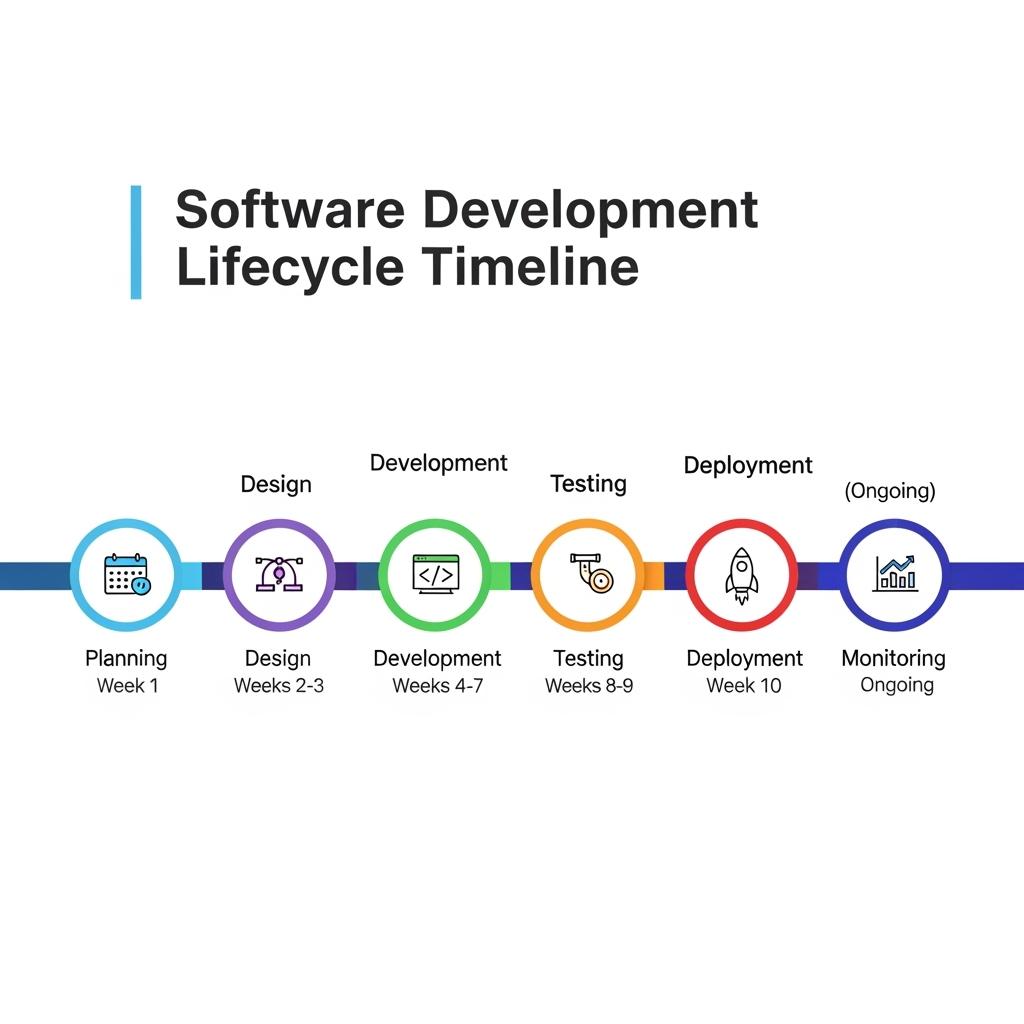 Software Development
Lifecycle Timeline
Development
Deployment
Design
Testing
(Ongoing)
</>
Planning
Design
Development
Testing
Deployment
Monitoring
Week 1
Weeks 2-3
Weeks 4-7
Weeks 8-9
Week 10
Ongoing